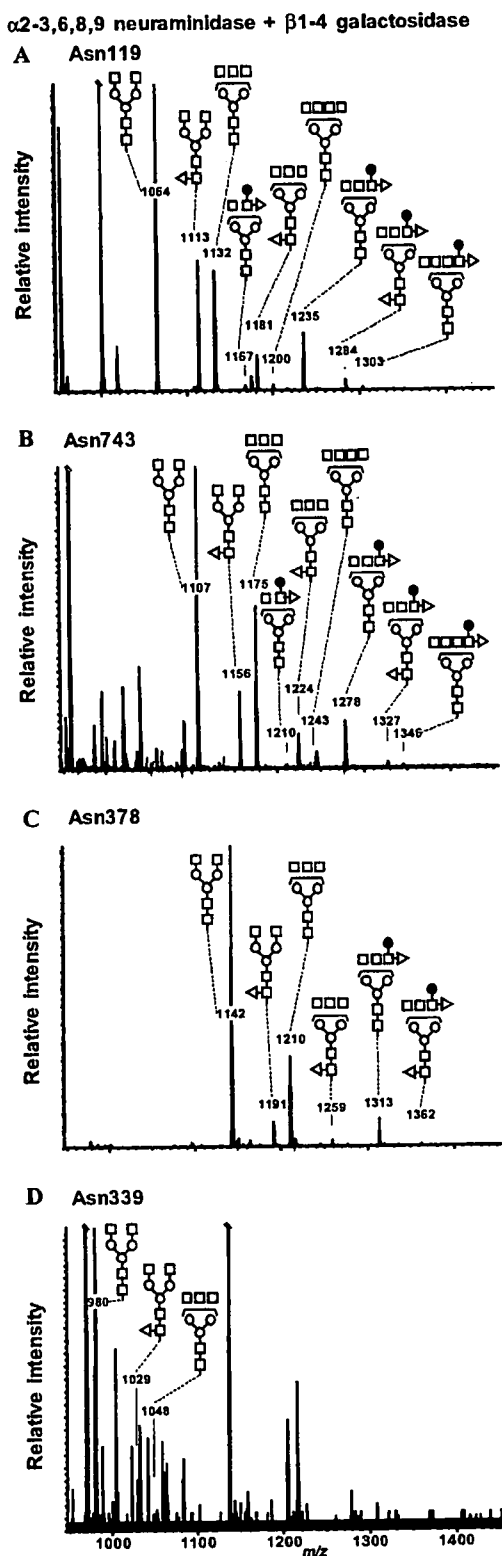 α2-3,6,8,9 neuraminidase + β1-4 galactosidase
A Asn119
Relative intensity
1064
1113
1132
1167
1181
1200
1235
1284
1303
B Asn743
Relative intensity
1107
1156
1175
1210
1224
1243
1278
1327
1346
C Asn378
Relative Intensity
1142
1191
1210
1259
1313
1362
D Asn339
Relative Intensity
980
1029
1048
1000 1100 1200 1300 1400
m/z